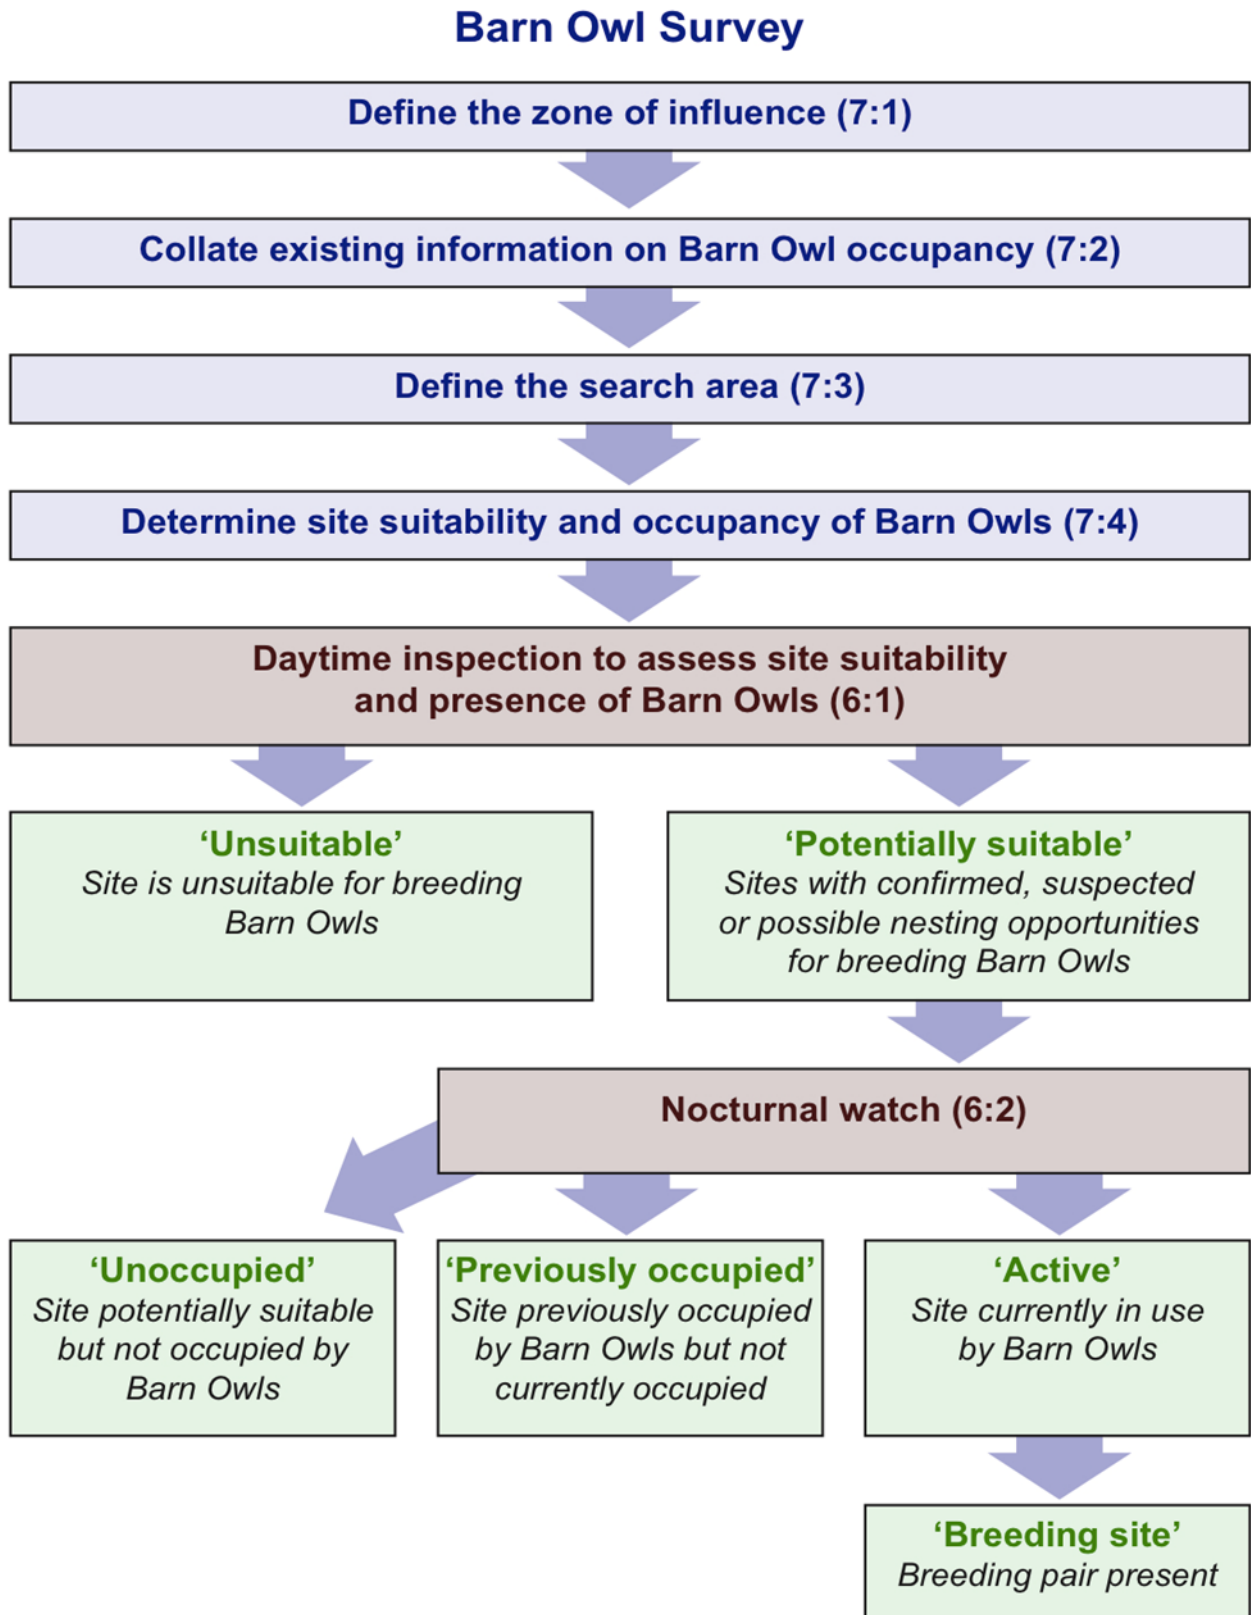 Barn Owl Survey
Define the zone of influence (7:1)
Collate existing information on Barn Owl occupancy (7:2)
Define the search area (7:3)
Determine site suitability and occupancy of Barn Owls (7:4)
Daytime inspection to assess site suitability
and presence of Barn Owls (6:1)
‘Unsuitable’
Site is unsuitable for breeding
Barn Owls
‘Potentially suitable’
Sites with confirmed, suspected
or possible nesting opportunities
for breeding Barn Owls
Nocturnal watch (6:2)
‘Unoccupied’
Site potentially suitable
but not occupied by
Barn Owls
‘Previously occupied’
Site previously occupied
by Barn Owls but not
currently occupied
‘Active’
Site currently in use
by Barn Owls
‘Breeding site’
Breeding pair present